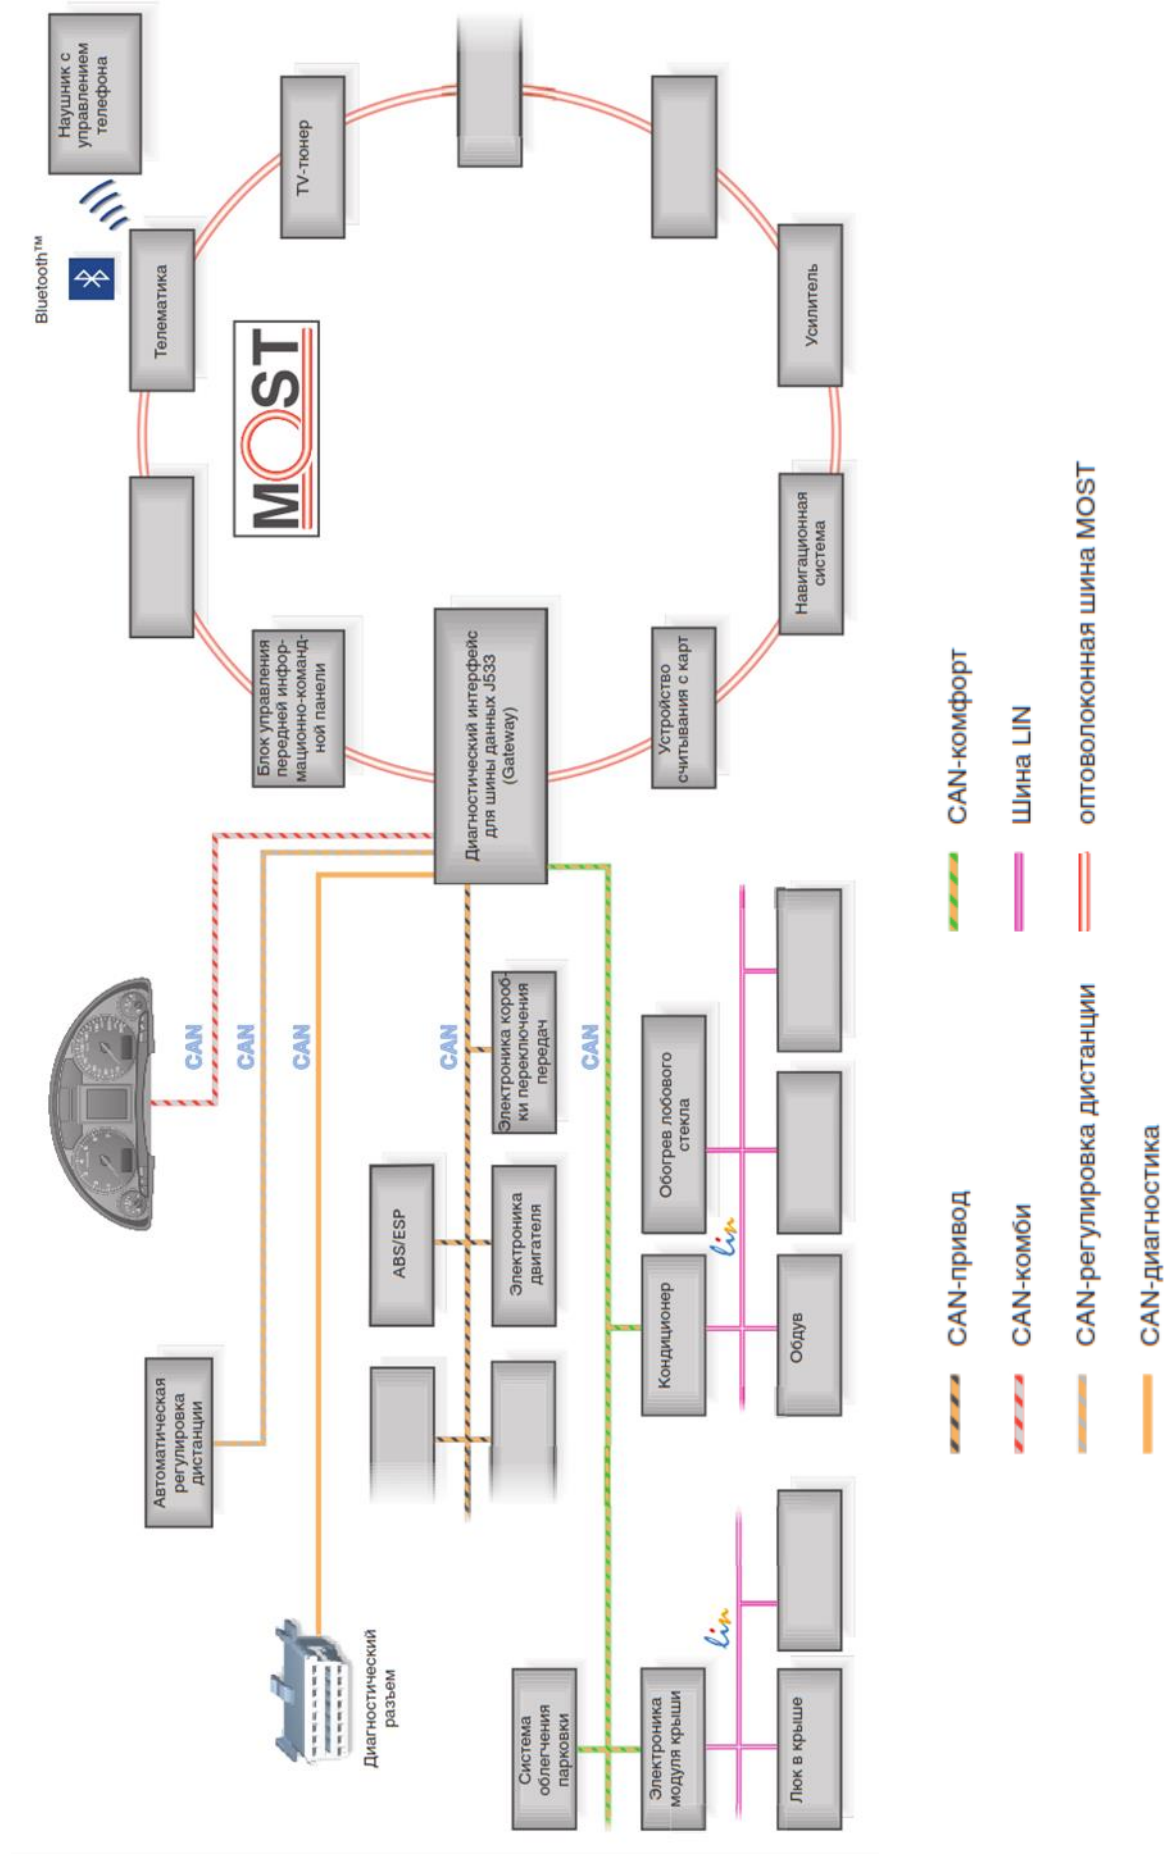 Диагностический
разъем
Автоматическая
регулировка
дистанции
CAN
CAN
CAN
CAN
CAN
ABS/ESP
Электроника
двигателя
Электроника короб-
ки переключения
передач
Диагностический интерфейс
для шины данных J533
(Gateway)
Блок управления
передней инфор-
мационно-команд-
ной панели
Bluetooth™
Телематика
Наушник с
управлением
телефона
TV-тюнер
MOST
Усилитель
Навигационная
система
Устройство
считывания с карт
Система
облегчения
парковки
Электроника
модуля крыши
lin
Люк в крыше
Кондиционер
Обогрев лобового
стекла
lin
Обдув
CAN-привод
CAN-комби
CAN-регулировка дистанции
CAN-диагностика
CAN-комфорт
Шина LIN
оптоволоконная шина MOST